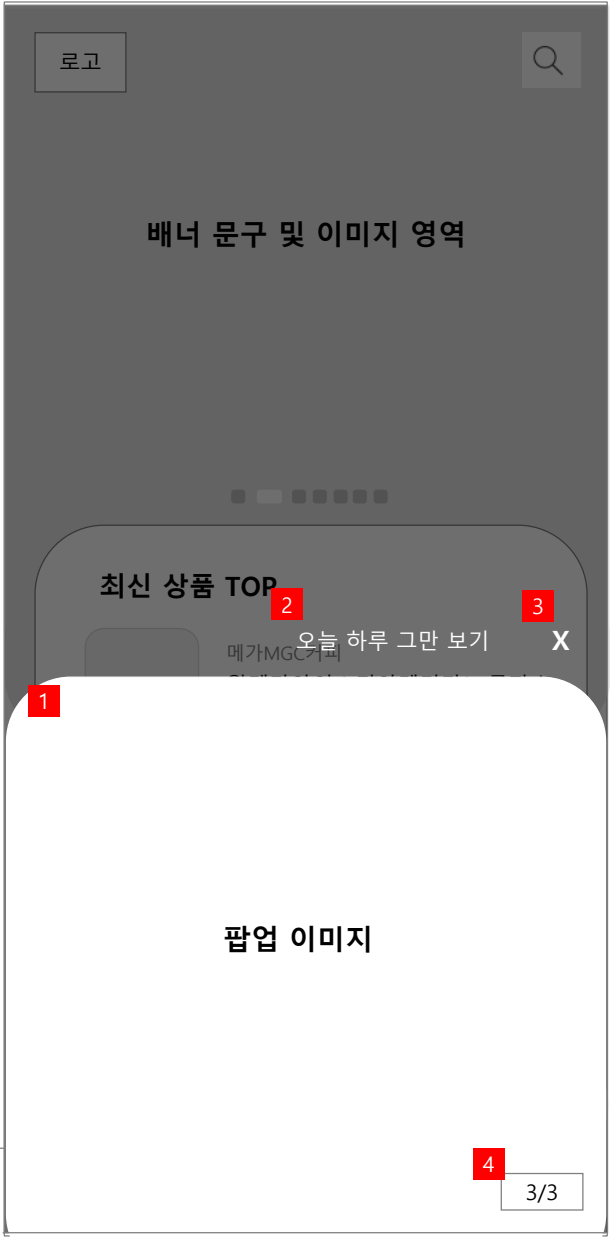 로고
배너 문구 및 이미지 영역
최신 상품 TOP
2
3
오늘 하루 그만 보기
X
메가MGC커피
1
팝업 이미지
4
3/3